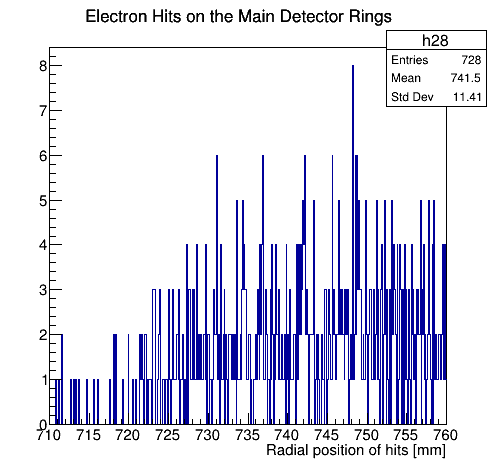 Electron Hits on the Main Detector Rings
h28
Entries 728
Mean 741.5
Std Dev 11.41
8
7
6
5
4
3
2
1
0
710 715 720 725 730 735 740 745 750 755 760
Radial position of hits [mm]